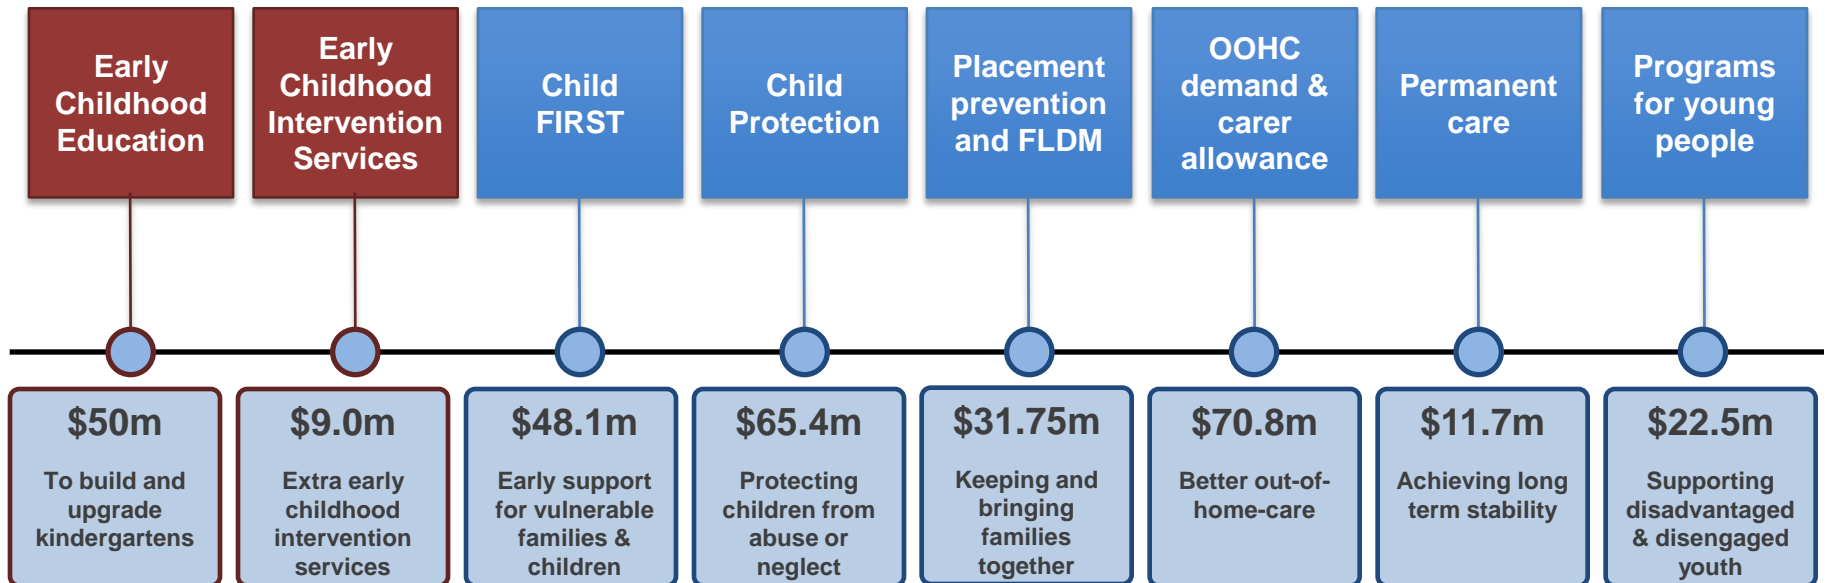 Early
Childhood
Education
Early
Childhood
Intervention
Services
Child
FIRST
Child
Protection
Placement
prevention
and FLDM
OOHC
demand &
carer
allowance
Permanent
care
Programs
for young
people
$50m
To build and
upgrade
kindergartens
$9.0m
Extra early
childhood
intervention
services
$48.1m
Early support
for vulnerable
families &
children
$65.4m
Protecting
children from
abuse or
neglect
$31.75m
Keeping and
bringing
families
together
$70.8m
Better out-of-
home-care
$11.7m
Achieving long
term stability
$22.5m
Supporting
disadvantaged
& disengaged
youth